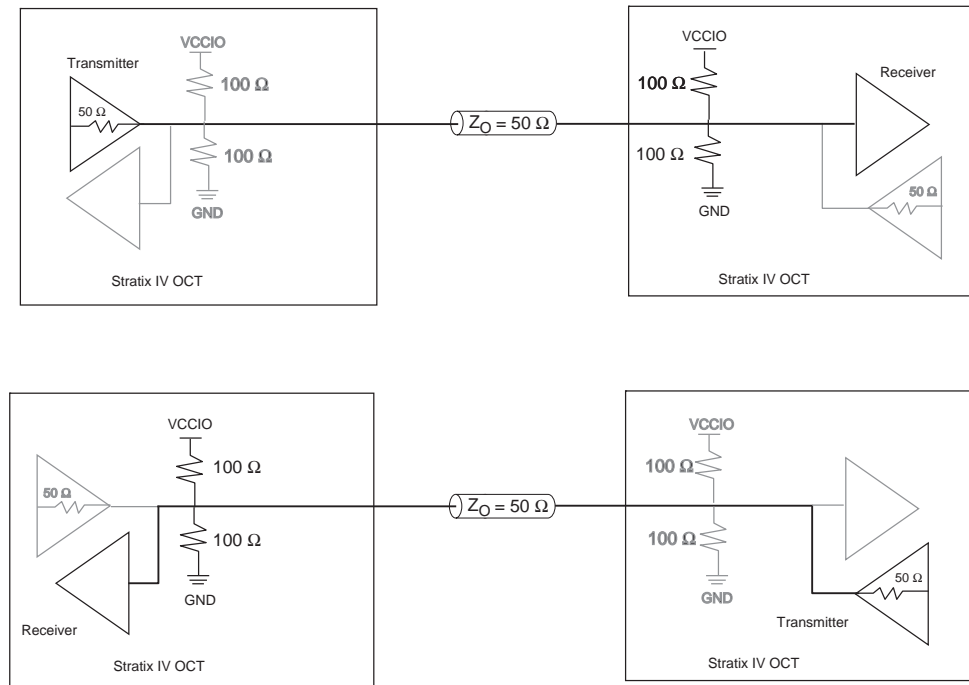 VCCIO
VCCIO
Transmitter
Receiver
100 Ω
100 Ω
50 Ω
Z_O = 50 Ω
100 Ω
100 Ω
50 Ω
GND
GND
Stratix IV OCT
Stratix IV OCT
VCCIO
VCCIO
100 Ω
100 Ω
50 Ω
Z_O = 50 Ω
100 Ω
100 Ω
50 Ω
GND
GND
Receiver
Transmitter
Stratix IV OCT
Stratix IV OCT